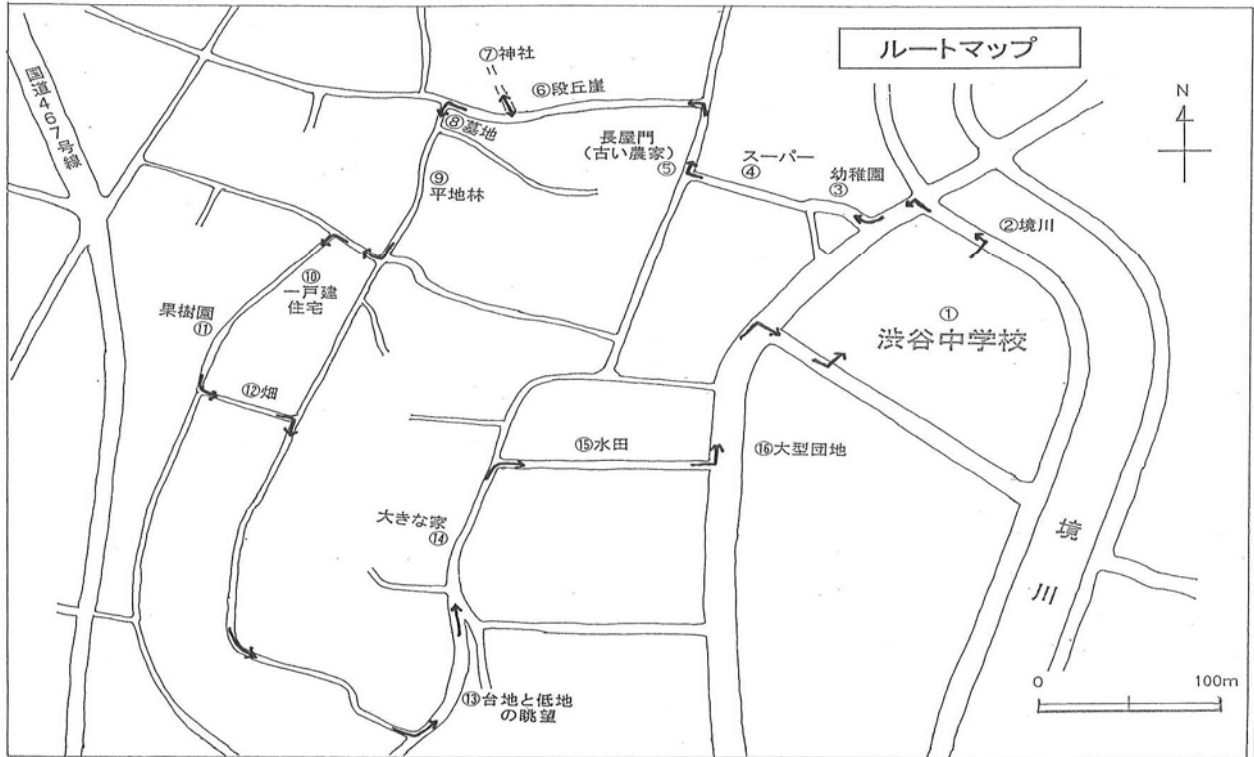 ルートマップ
N
国道467号線
⑦神社
⑥段丘崖
⑧墓地
長屋門
(古い農家)
⑤
スーパー
④
幼稚園
③
②境川
⑨
平地林
①
渋谷中学校
⑩
一戸建
住宅
果樹園
⑪
⑫畑
⑮水田
⑯大型団地
大きな家
⑭
境川
⑬台地と低地
の眺望
0 100m